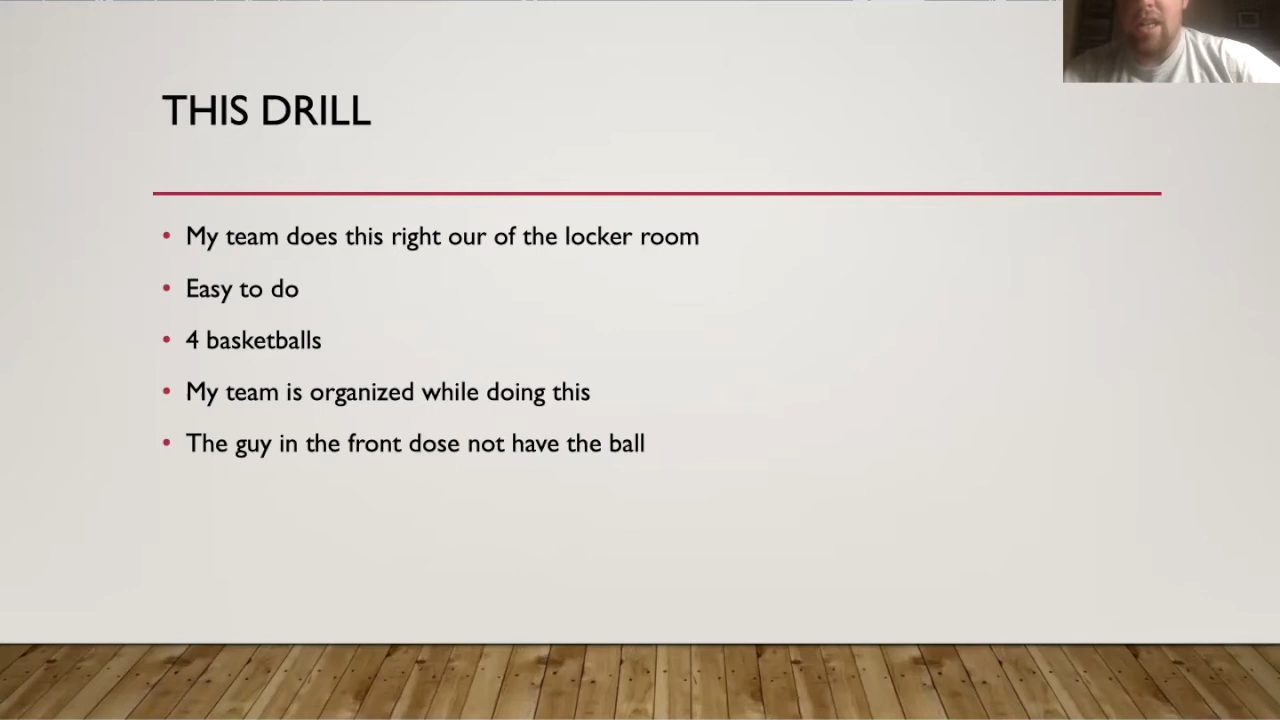 THIS DRILL
• My team does this right our of the locker room
• Easy to do
• 4 basketballs
• My team is organized while doing this
• The guy in the front dose not have the ball